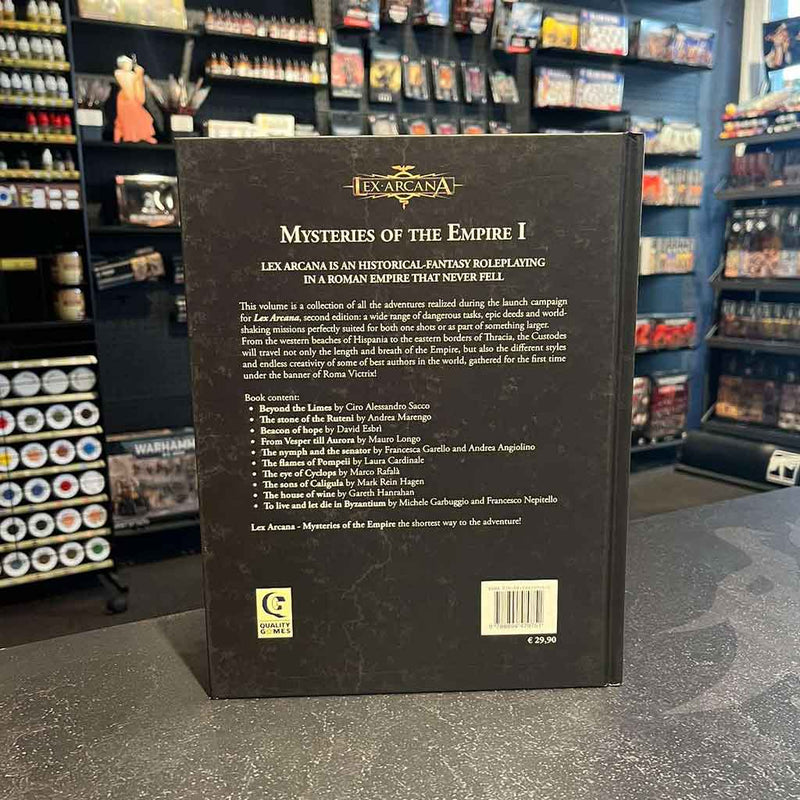 LEX·ARCANA
MYSTERIES OF THE EMPIRE I
LEX ARCANA IS AN HISTORICAL-FANTASY ROLEPLAYING
IN A ROMAN EMPIRE THAT NEVER FELL
This volume is a collection of all the adventures realized during the launch campaign
for Lex Arcana, second edition: a wide range of dangerous tasks, epic deeds and world-
shaking missions perfectly suited for both one shots or as part of something larger.
From the western beaches of Hispania to the eastern borders of Thracia, the Custodes
will travel not only the length and breath of the Empire, but also the different styles
and endless creativity of some of best authors in the world, gathered for the first time
under the banner of Roma Victrix!
Book content:
• Beyond the Limes by Ciro Alessandro Sacco
• The stone of the Ruteni by Andrea Marengo
• Beacon of hope by David Esbrì
• From Vesper till Aurora by Mauro Longo
• The nymph and the senator by Francesca Garello and Andrea Angiolino
• The flames of Pompeii by Laura Cardinale
• The eye of Cyclops by Marco Rafalà
• The sons of Caligula by Mark Rein Hagen
• The house of wine by Gareth Hanrahan
• To live and let die in Byzantium by Michele Garbuggio and Francesco Nepitello
Lex Arcana - Mysteries of the Empire the shortest way to the adventure!
QUALITY
GAMES
€ 29,90
WARHAMMER